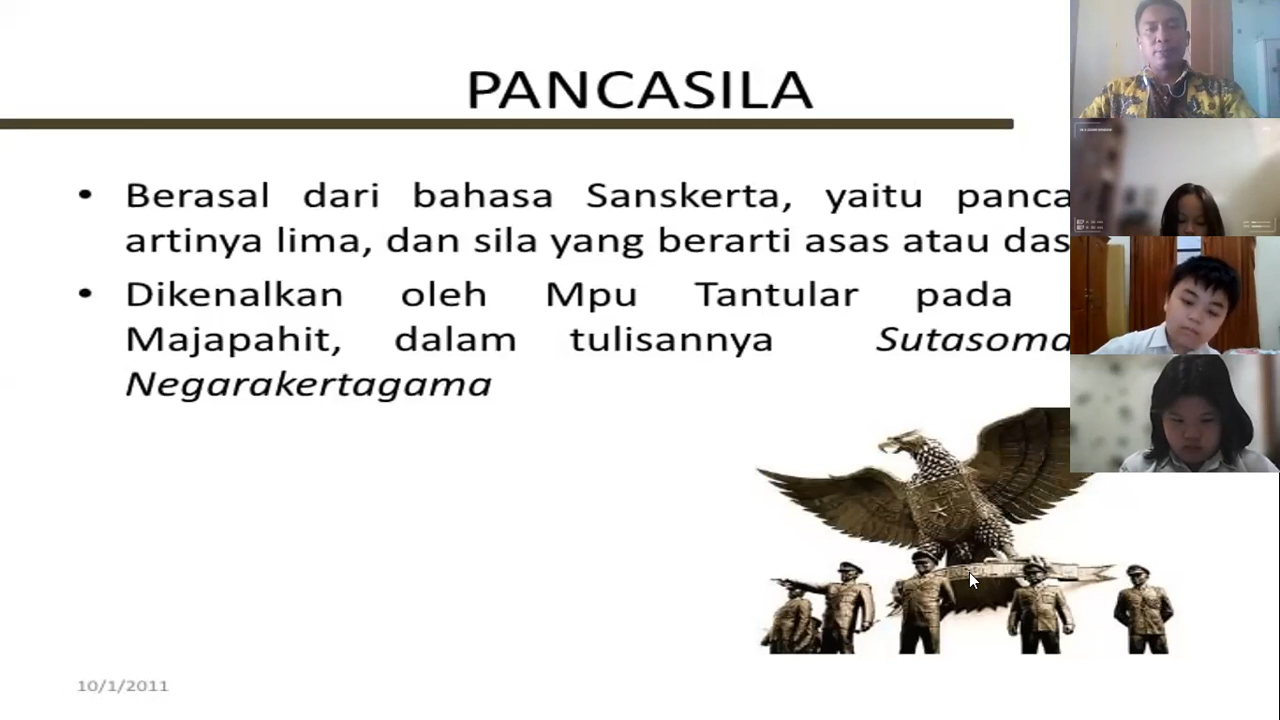 PANCASILA
• Berasal dari bahasa Sanskerta, yaitu panca
artinya lima, dan sila yang berarti asas atau das
• Dikenalkan oleh Mpu Tantular pada
Majapahit, dalam tulisannya Sutasoma
Negarakertagama
10/1/2011